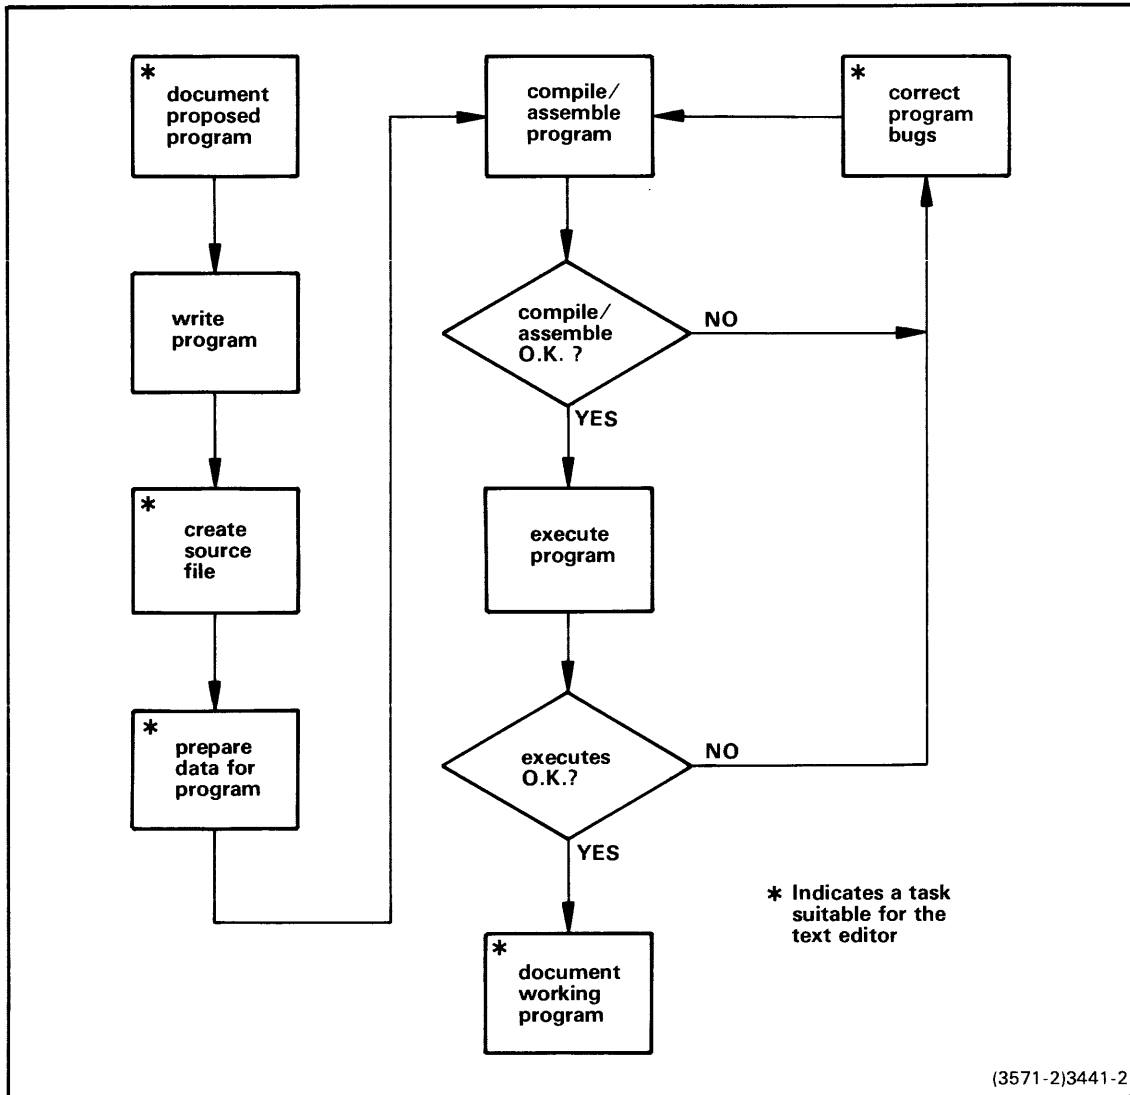 *
document
proposed
program
write
program
*
create
source
file
*
prepare
data for
program
compile/
assemble
program
compile/
assemble
O.K. ?
NO
YES
execute
program
executes
O.K.?
NO
YES
*
document
working
program
*
correct
program
bugs
* Indicates a task
suitable for the
text editor
(3571-2)3441-2